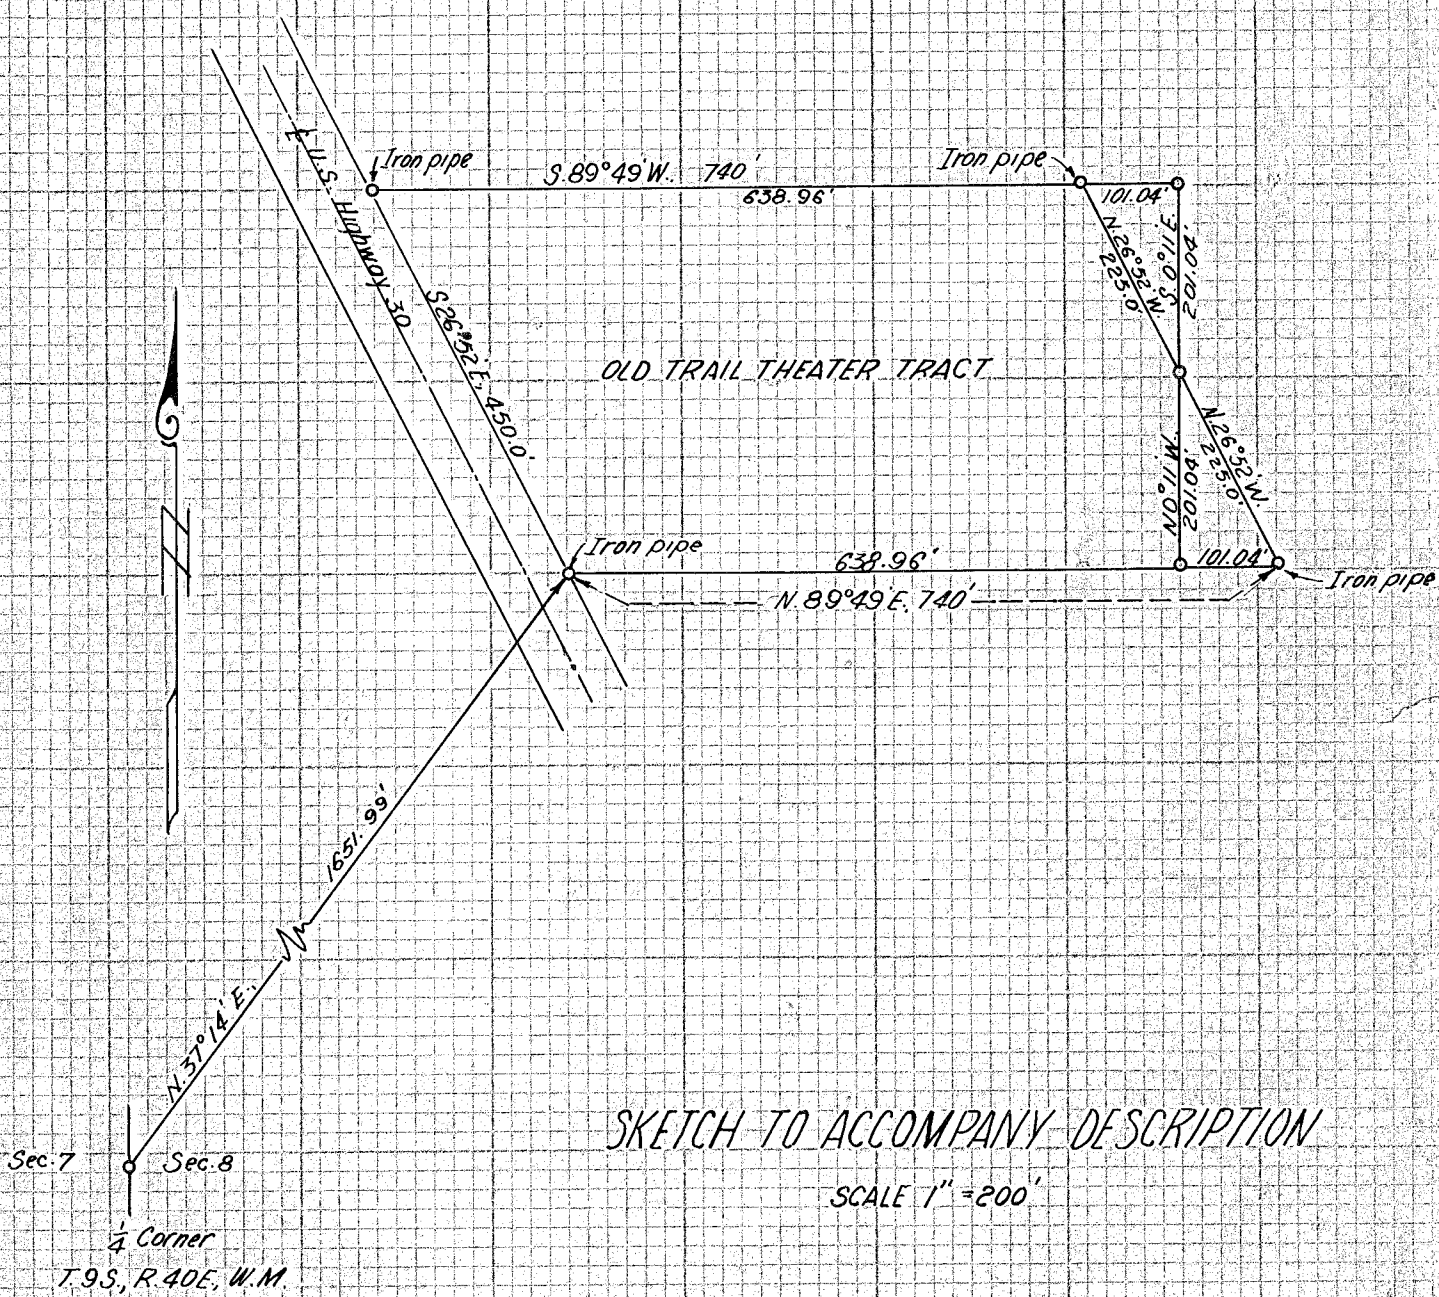 ℄ U.S. Highway 30
Iron pipe
S.89°49'W. 740'
638.96'
Iron pipe
101.04'
N.26°52'W.
225.0'
S.0°11'E.
201.04'
S26°52'E, 450.0'
OLD TRAIL THEATER TRACT
N.26°52'W.
225.0'
N0°11'W.
201.04'
Iron pipe
638.96'
101.04'
Iron pipe
N.89°49'E, 740'
N
1651.99'
N.37°14'E.,
SKETCH TO ACCOMPANY DESCRIPTION
SCALE 1"=200'
Sec.7
Sec.8
1/4 Corner
T.9S., R.40E., W.M.